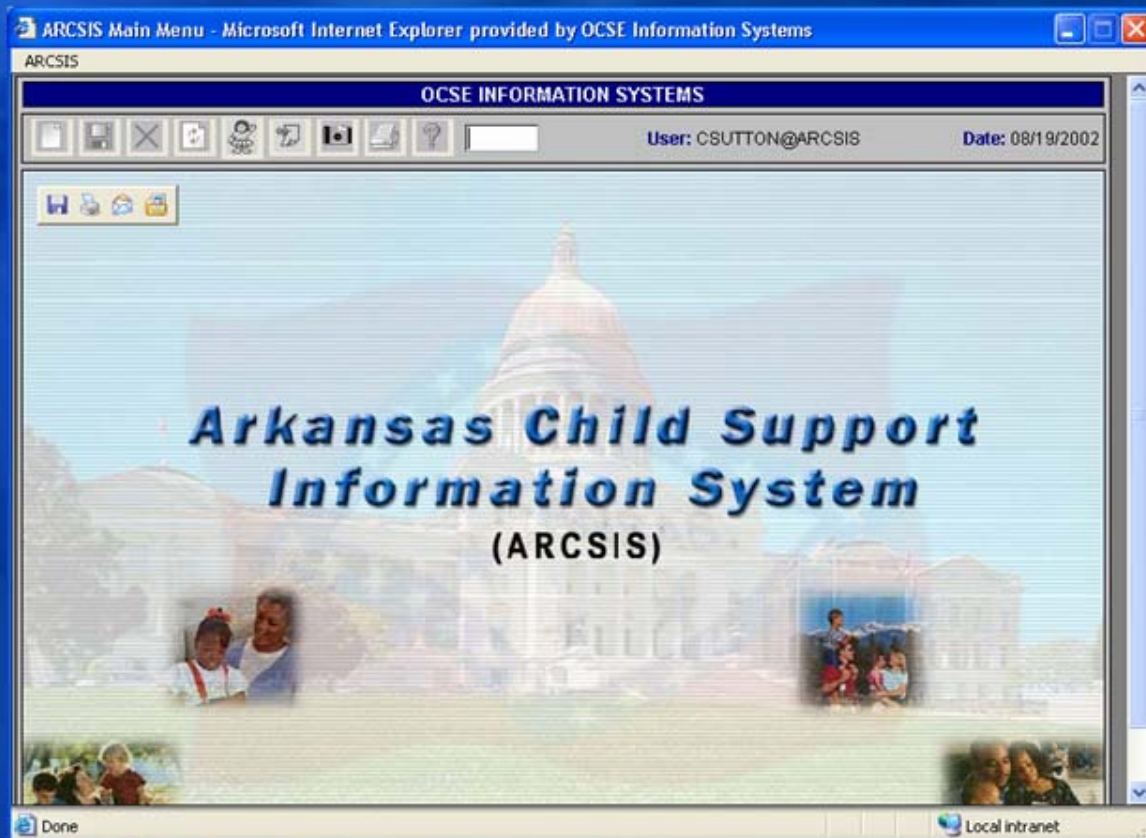 ARCSIS Main Menu - Microsoft Internet Explorer provided by OCSE Information Systems
ARCSIS
OCSE INFORMATION SYSTEMS
User: CSUTTON@ARCSIS Date: 08/19/2002
Arkansas Child Support
Information System
(ARCSIS)
Done Local intranet